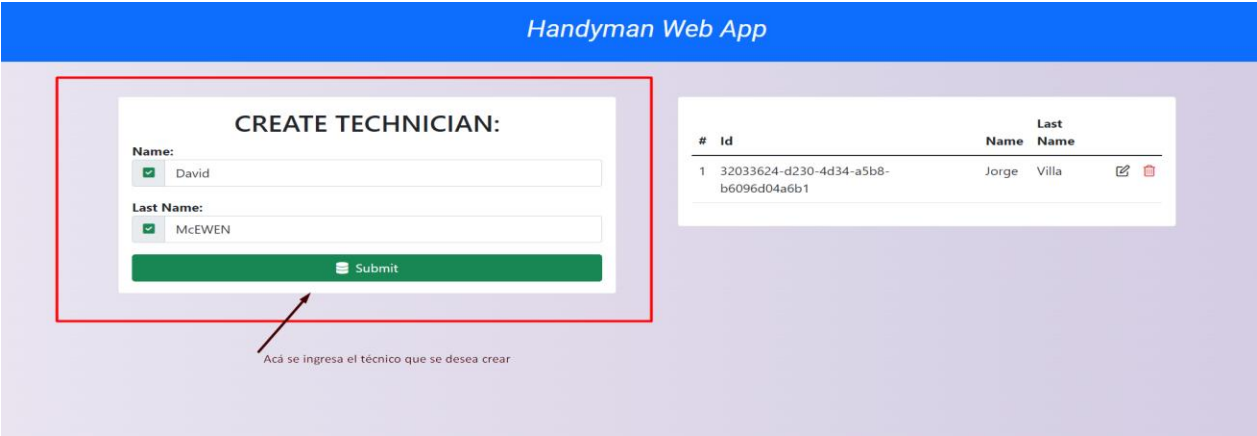 Handyman Web App
CREATE TECHNICIAN:
Name:
David
Last Name:
McEWEN
Submit
Acá se ingresa el técnico que se desea crear
# Id Name Last Name
1 32033624-d230-4d34-a5b8- Jorge Villa
b6096d04a6b1